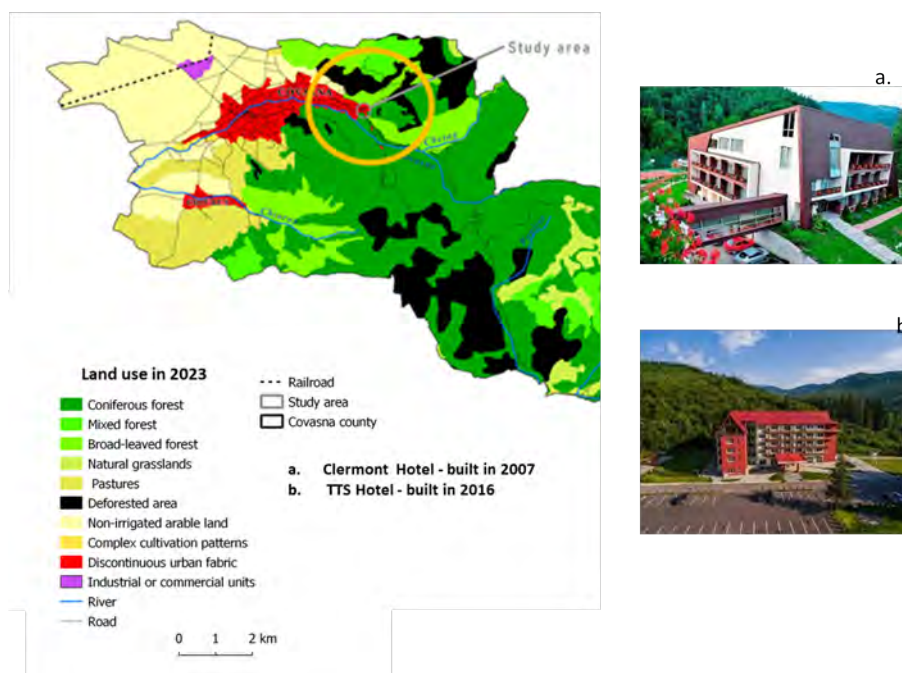 Study area
COVASNA
Land use in 2023
Coniferous forest
Mixed forest
Broad-leaved forest
Natural grasslands
Pastures
Deforested area
Non-irrigated arable land
Complex cultivation patterns
Discontinuous urban fabric
Industrial or commercial units
River
Road
Railroad
Study area
Covasna county
a. Clermont Hotel - built in 2007
b. TTS Hotel - built in 2016
0 1 2 km
a.